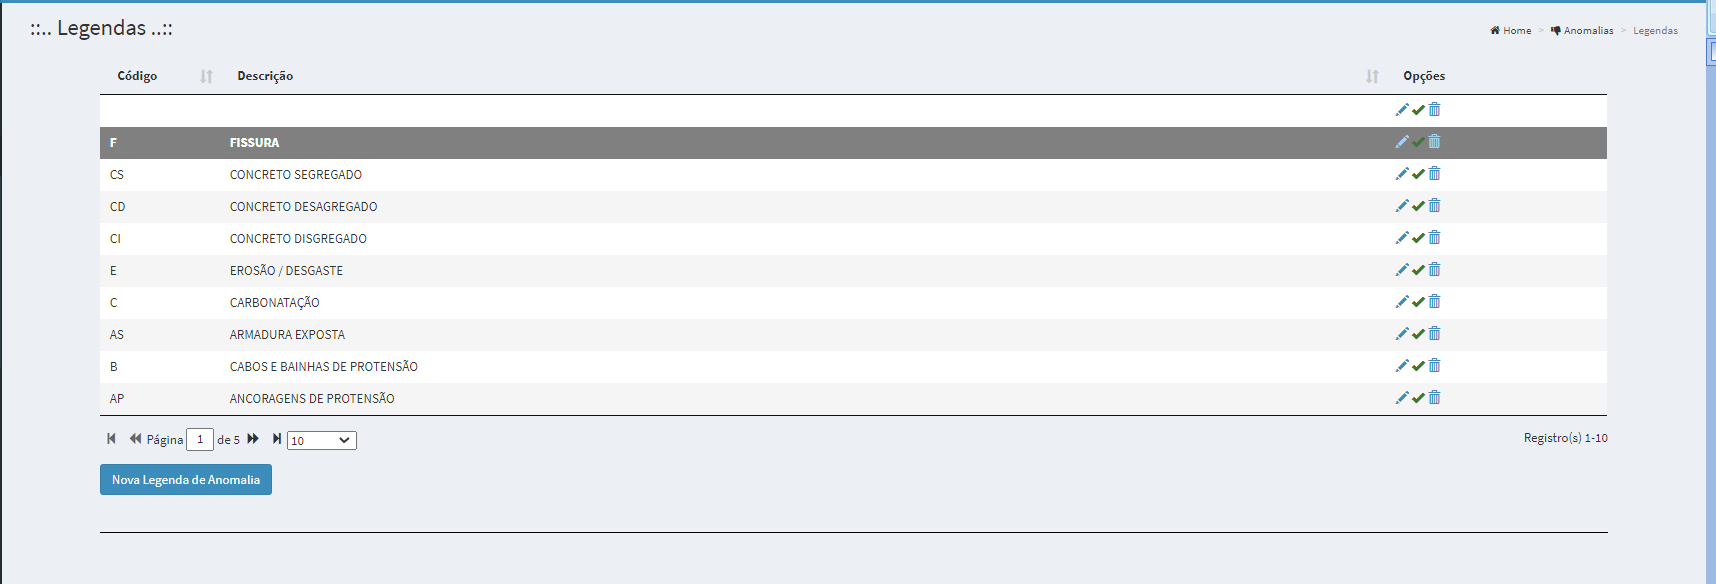 ::... Legendas ...::
Home > Anomalias > Legendas
Código Descrição Opções
F FISSURA
CS CONCRETO SEGREGADO
CD CONCRETO DESAGREGADO
CI CONCRETO DISGREGADO
E EROSÃO / DESGASTE
C CARBONATAÇÃO
AS ARMADURA EXPOSTA
B CABOS E BAINHAS DE PROTENSÃO
AP ANCORAGENS DE PROTENSÃO
Página 1 de 5 10 Registro(s) 1-10
Nova Legenda de Anomalia